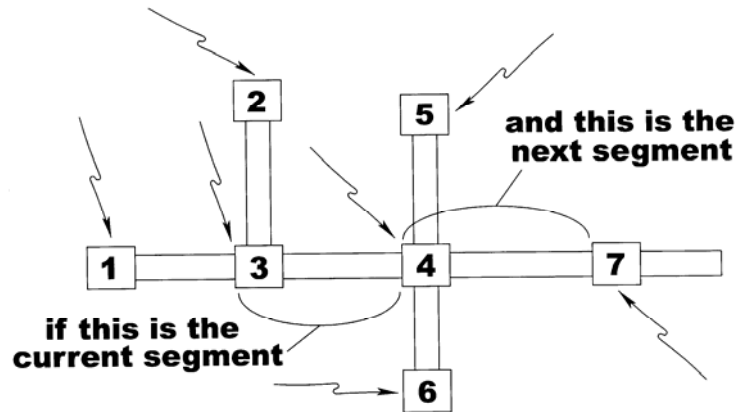 2
5
and this is the
next segment
1
3
4
7
if this is the
current segment
6